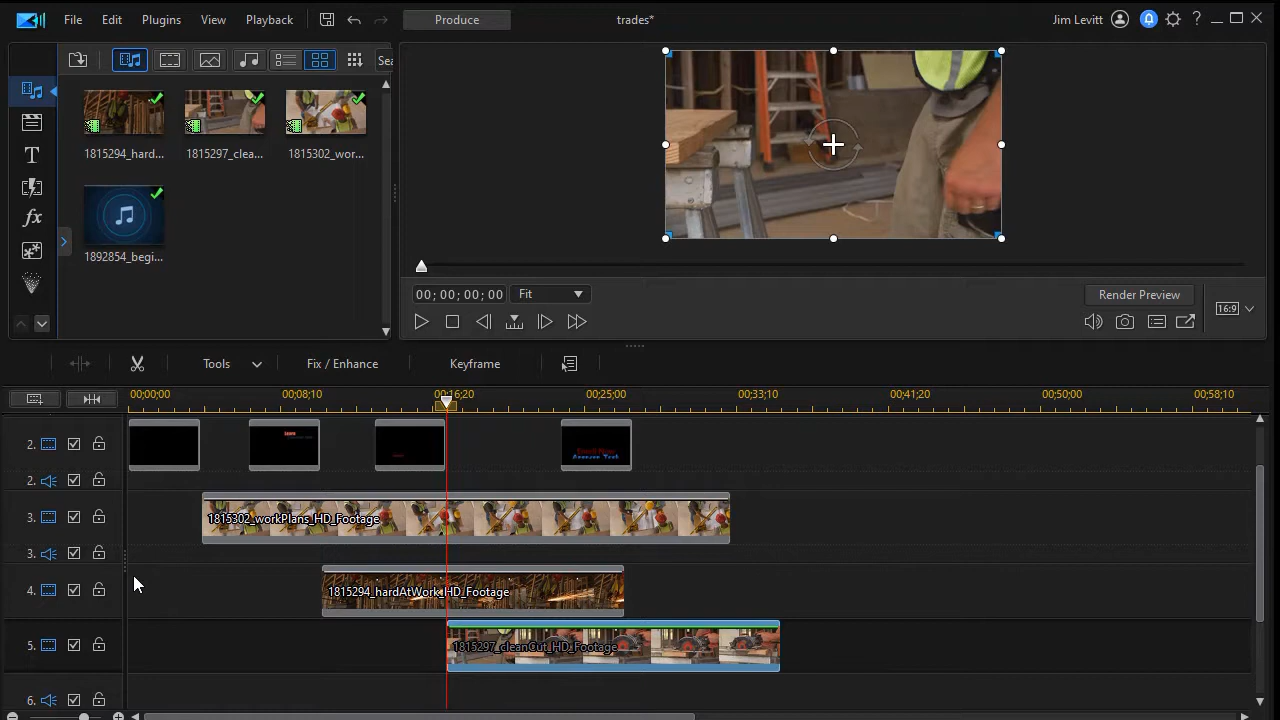 File Edit Plugins View Playback Produce trades* Jim Levitt ?
Sea
1815294_hard... 1815297_clea... 1815302_wor...
1892854_begi...
00; 00; 00; 00 Fit Render Preview 16:9
Tools Fix / Enhance Keyframe
00;00;00 00;08;10 00;16;20 00;25;00 00;33;10 00;41;20 00;50;00 00;58;10
2.
2.
3. 1815302_workPlans_HD_Footage
3.
4. 1815294_hardAtWork_HD_Footage
5. 1815297_cleanCut_HD_Footage
6.